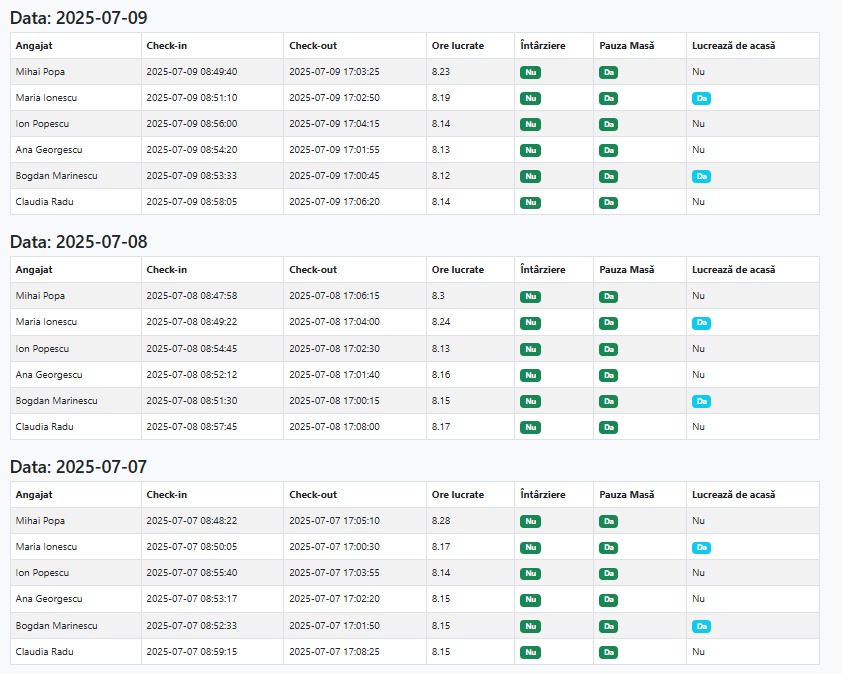 Data: 2025-07-09
Angajat Check-in Check-out Ore lucrate Întârziere Pauza Masă Lucrează de acasă
Mihai Popa 2025-07-09 08:49:40 2025-07-09 17:03:25 8.23 Nu Da Nu
Maria Ionescu 2025-07-09 08:51:10 2025-07-09 17:02:50 8.19 Nu Da Da
Ion Popescu 2025-07-09 08:56:00 2025-07-09 17:04:15 8.14 Nu Da Nu
Ana Georgescu 2025-07-09 08:54:20 2025-07-09 17:01:55 8.13 Nu Da Nu
Bogdan Marinescu 2025-07-09 08:53:33 2025-07-09 17:00:45 8.12 Nu Da Da
Claudia Radu 2025-07-09 08:58:05 2025-07-09 17:06:20 8.14 Nu Da Nu
Data: 2025-07-08
Angajat Check-in Check-out Ore lucrate Întârziere Pauza Masă Lucrează de acasă
Mihai Popa 2025-07-08 08:47:58 2025-07-08 17:06:15 8.3 Nu Da Nu
Maria Ionescu 2025-07-08 08:49:22 2025-07-08 17:04:00 8.24 Nu Da Da
Ion Popescu 2025-07-08 08:54:45 2025-07-08 17:02:30 8.13 Nu Da Nu
Ana Georgescu 2025-07-08 08:52:12 2025-07-08 17:01:40 8.16 Nu Da Nu
Bogdan Marinescu 2025-07-08 08:51:30 2025-07-08 17:00:15 8.15 Nu Da Da
Claudia Radu 2025-07-08 08:57:45 2025-07-08 17:08:00 8.17 Nu Da Nu
Data: 2025-07-07
Angajat Check-in Check-out Ore lucrate Întârziere Pauza Masă Lucrează de acasă
Mihai Popa 2025-07-07 08:48:22 2025-07-07 17:05:10 8.28 Nu Da Nu
Maria Ionescu 2025-07-07 08:50:05 2025-07-07 17:00:30 8.17 Nu Da Da
Ion Popescu 2025-07-07 08:55:40 2025-07-07 17:03:55 8.14 Nu Da Nu
Ana Georgescu 2025-07-07 08:53:17 2025-07-07 17:02:20 8.15 Nu Da Nu
Bogdan Marinescu 2025-07-07 08:52:33 2025-07-07 17:01:50 8.15 Nu Da Da
Claudia Radu 2025-07-07 08:59:15 2025-07-07 17:08:25 8.15 Nu Da Nu